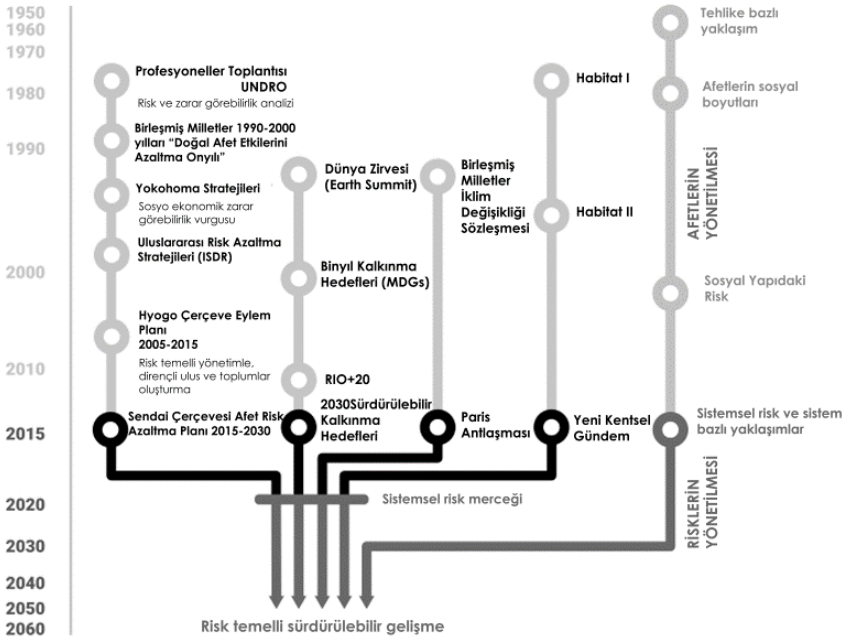 1950
1960
1970
1980
1990
2000
2010
2015
2020
2030
2040
2050
2060
Profesyoneller Toplantısı
UNDRO
Risk ve zarar görebilirlik analizi
Birleşmiş Milletler 1990-2000
yılları “Doğal Afet Etkilerini
Azaltma Onyılı”
Yokohoma Stratejileri
Sosyo ekonomik zarar
görebilirlik vurgusu
Uluslararası Risk Azaltma
Stratejileri (ISDR)
Hyogo Çerçeve Eylem
Planı
2005-2015
Risk temelli yönetimle,
dirençli ulus ve toplumlar
oluşturma
Sendai Çerçevesi Afet Risk
Azaltma Planı 2015-2030
Dünya Zirvesi
(Earth Summit)
Binyıl Kalkınma
Hedefleri (MDGs)
RIO+20
2030Sürdürülebilir
Kalkınma
Hedefleri
Birleşmiş
Milletler
İklim
Değişikliği
Sözleşmesi
Paris
Antlaşması
Habitat I
Habitat II
Yeni Kentsel
Gündem
Tehlike bazlı
yaklaşım
Afetlerin sosyal
boyutları
Sosyal Yapıdaki
Risk
Sistemsel risk ve sistem
bazlı yaklaşımlar
AFETLERİN
YÖNETİLMESİ
RİSKLERİN
YÖNETİLMESİ
Sistemsel risk merceği
Risk temelli sürdürülebilir gelişme